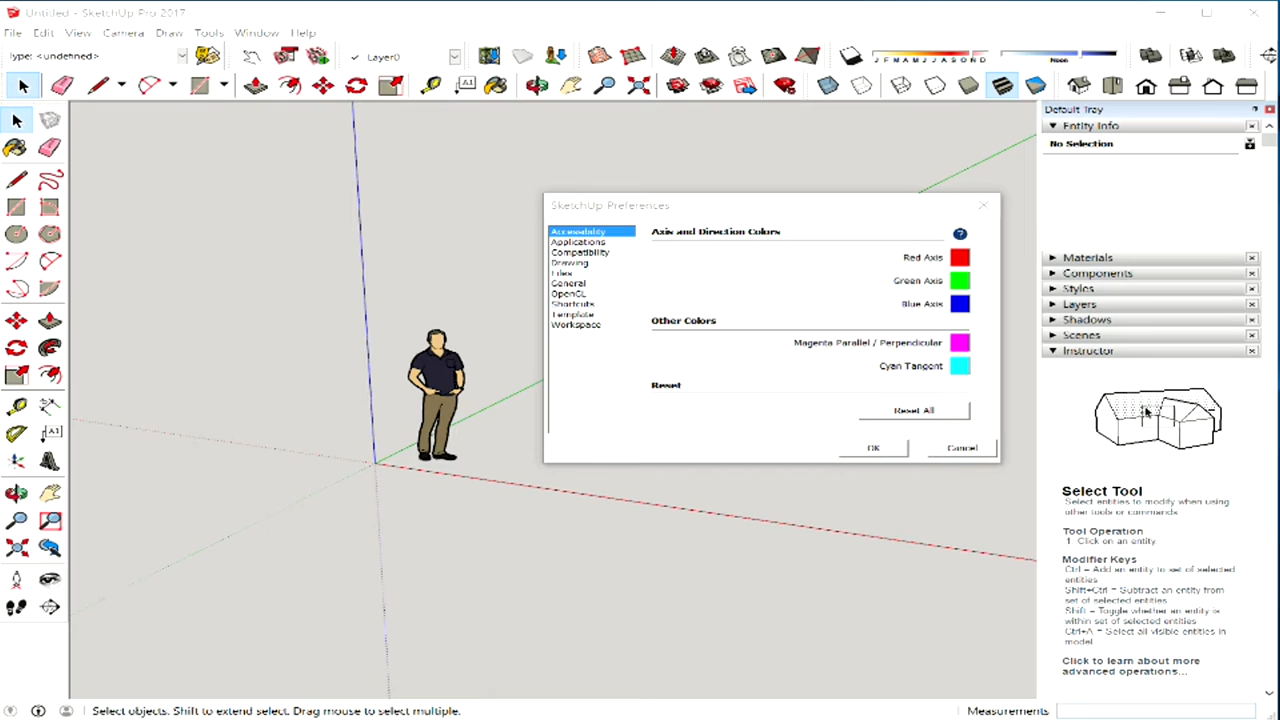 Untitled - SketchUp Pro 2017
File Edit View Camera Draw Tools Window Help
Type: <undefined>
Layer0
J F M A M J J A S O N D
Noon
A1
Default Tray
Entity Info
No Selection
SketchUp Preferences
Accessibility
Applications
Compatibility
Drawing
Files
General
OpenGL
Shortcuts
Template
Workspace
Axis and Direction Colors
Red Axis
Green Axis
Blue Axis
Other Colors
Magenta Parallel / Perpendicular
Cyan Tangent
Reset
Reset All
OK
Cancel
Materials
Components
Styles
Layers
Shadows
Scenes
Instructor
A1
Select Tool
Select entities to modify when using
other tools or commands
Tool Operation
1 Click on an entity
Modifier Keys
Ctrl = Add an entity to set of selected
entities
Shift+Ctrl = Subtract an entity from
set of selected entities
Shift = Toggle whether an entity is
within set of selected entities
Ctrl+A = Select all visible entities in
model
Click to learn about more
advanced operations...
Select objects. Shift to extend select. Drag mouse to select multiple.
Measurements